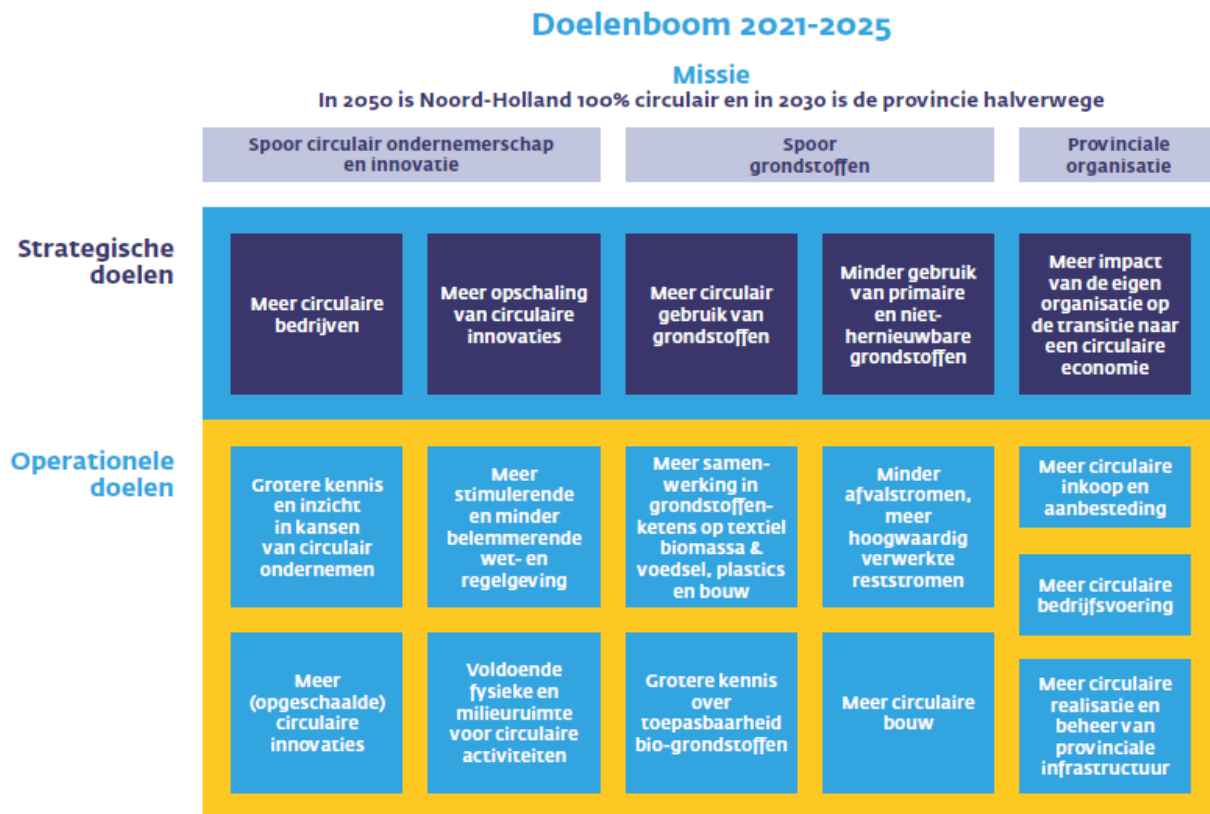 Doelenboom 2021-2025
Missie
In 2050 is Noord-Holland 100% circulair en in 2030 is de provincie halverwege
Spoor circulair ondernemerschap
en innovatie
Spoor
grondstoffen
Provinciale
organisatie
Strategische
doelen
Meer circulaire
bedrijven
Meer opschaling
van circulaire
innovaties
Meer circulair
gebruik van
grondstoffen
Minder gebruik
van primaire
en niet-
hernieuwbare
grondstoffen
Meer impact
van de eigen
organisatie op
de transitie naar
een circulaire
economie
Operationele
doelen
Grotere kennis
en inzicht
in kansen
van circulair
ondernemen
Meer
stimulerende
en minder
belemmerende
wet- en
regelgeving
Meer samen-
werking in
grondstoffen-
ketens op textiel
biomassa &
voedsel, plastics
en bouw
Minder
afvalstromen,
meer
hoogwaardig
verwerkte
reststromen
Meer circulaire
inkoop en
aanbesteding
Meer circulaire
bedrijfsvoering
Meer
(opgeschaalde)
circulaire
innovaties
Voldoende
fysieke en
milieuruimte
voor circulaire
activiteiten
Grotere kennis
over
toepasbaarheid
bio-grondstoffen
Meer circulaire
bouw
Meer circulaire
realisatie en
beheer van
provinciale
infrastructuur